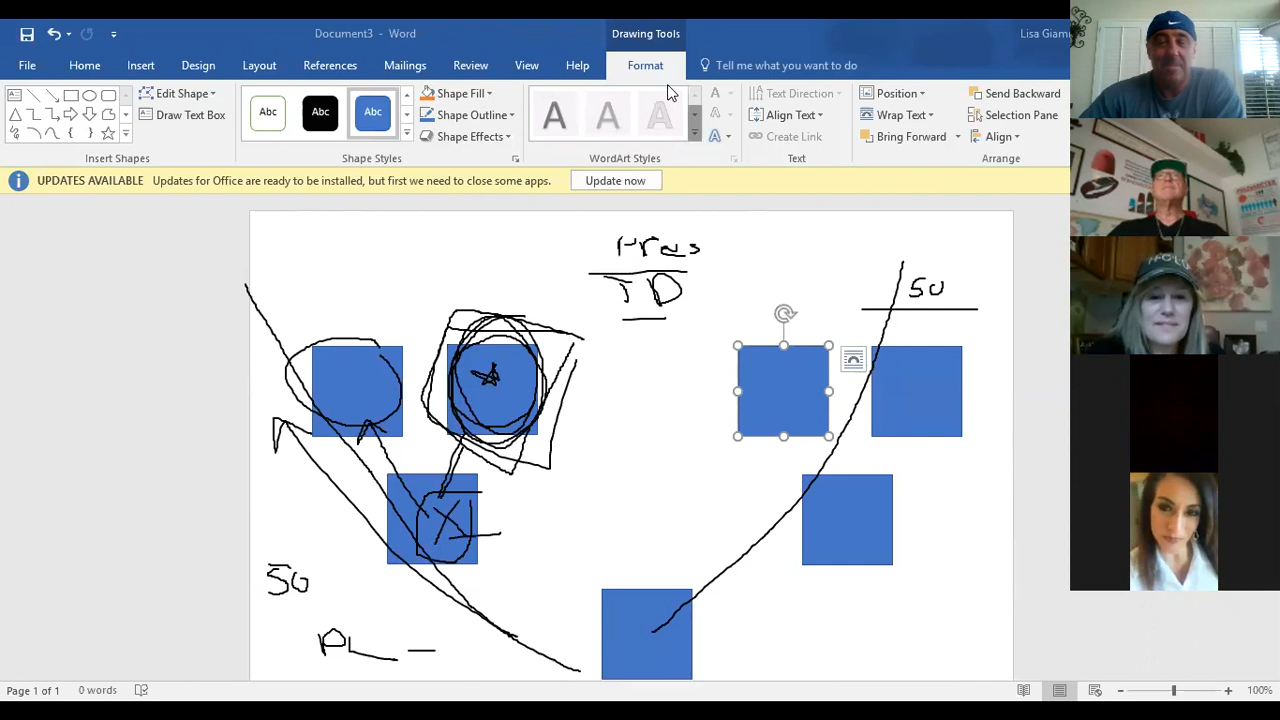 Document3 - Word
Drawing Tools
Lisa Giam
File Home Insert Design Layout References Mailings Review View Help Format Tell me what you want to do
Edit Shape
Draw Text Box
Insert Shapes
Abc Abc Abc
Shape Fill
Shape Outline
Shape Effects
Shape Styles
A A A
WordArt Styles
Text Direction
Align Text
Create Link
Text
Position
Wrap Text
Bring Forward
Send Backward
Selection Pane
Align
Arrange
UPDATES AVAILABLE Updates for Office are ready to be installed, but first we need to close some apps. Update now
Pres
TD
50
X
50
PL -
Page 1 of 1 0 words
100%